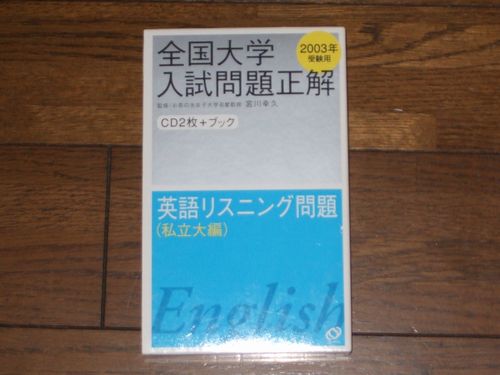 全国大学
入試問題正解
2003年
受験用
監修/お茶の水女子大学名誉教授 宮川幸久
CD2枚+ブック
英語リスニング問題
(私立大編)
English